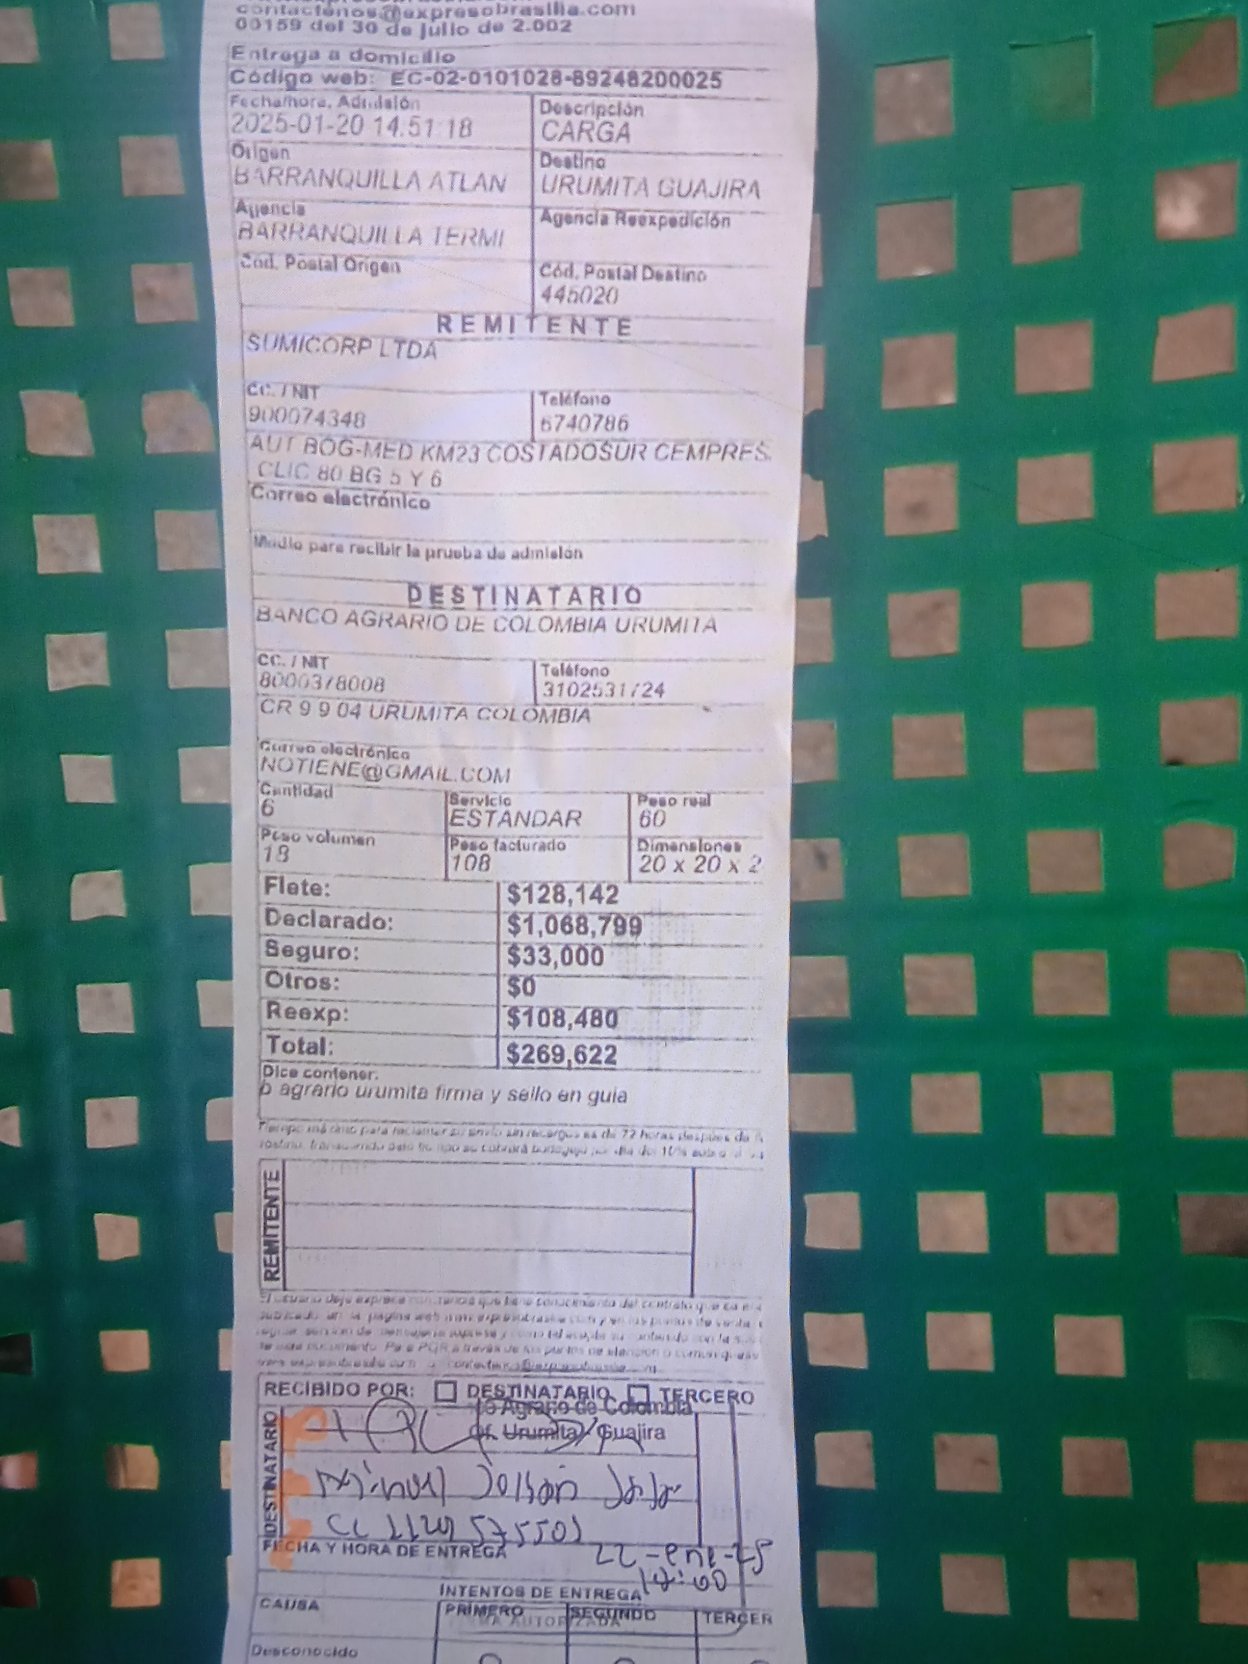 contactenos@expresobrasilia.com
00159 del 30 de julio de 2.002
Entrega a domicilio
Código web: EC-02-0101028-89248200025
Fecha/hora. Admisión Descripción
2025-01-20 14:51:18 CARGA
Origen Destino
BARRANQUILLA ATLAN URUMITA GUAJIRA
Agencia Agencia Reexpedición
BARRANQUILLA TERMI
Cód. Postal Origen Cód. Postal Destino
445020
REMITENTE
SUMICORP LTDA
CC. / NIT Teléfono
900074348 6740786
AUT BOG-MED KM23 COSTADOSUR CEMPRES.
CLIC 80 BG 5 Y 6
Correo electrónico
Medio para recibir la prueba de admisión
DESTINATARIO
BANCO AGRARIO DE COLOMBIA URUMITA
CC. / NIT Teléfono
8000378008 3102531724
CR 9 9 04 URUMITA COLOMBIA
Correo electrónico
NOTIENE@GMAIL.COM
Cantidad Servicio Peso real
6 ESTANDAR 60
Peso volumen Peso facturado Dimensiones
18 108 20 x 20 x 2
Flete: $128,142
Declarado: $1,068,799
Seguro: $33,000
Otros: $0
Reexp: $108,480
Total: $269,622
Dice contener:
b agrario urumita firma y sello en guia
REMITENTE
RECIBIDO POR: DESTINATARIO TERCERO
o Agrario de Colombia
of. Urumita / Guajira
DESTINATARIO
FECHA Y HORA DE ENTREGA 22-ene-25
INTENTOS DE ENTREGA
CAUSA PRIMERO SEGUNDO TERCER
FIRMA AUTORIZADA
Desconocido